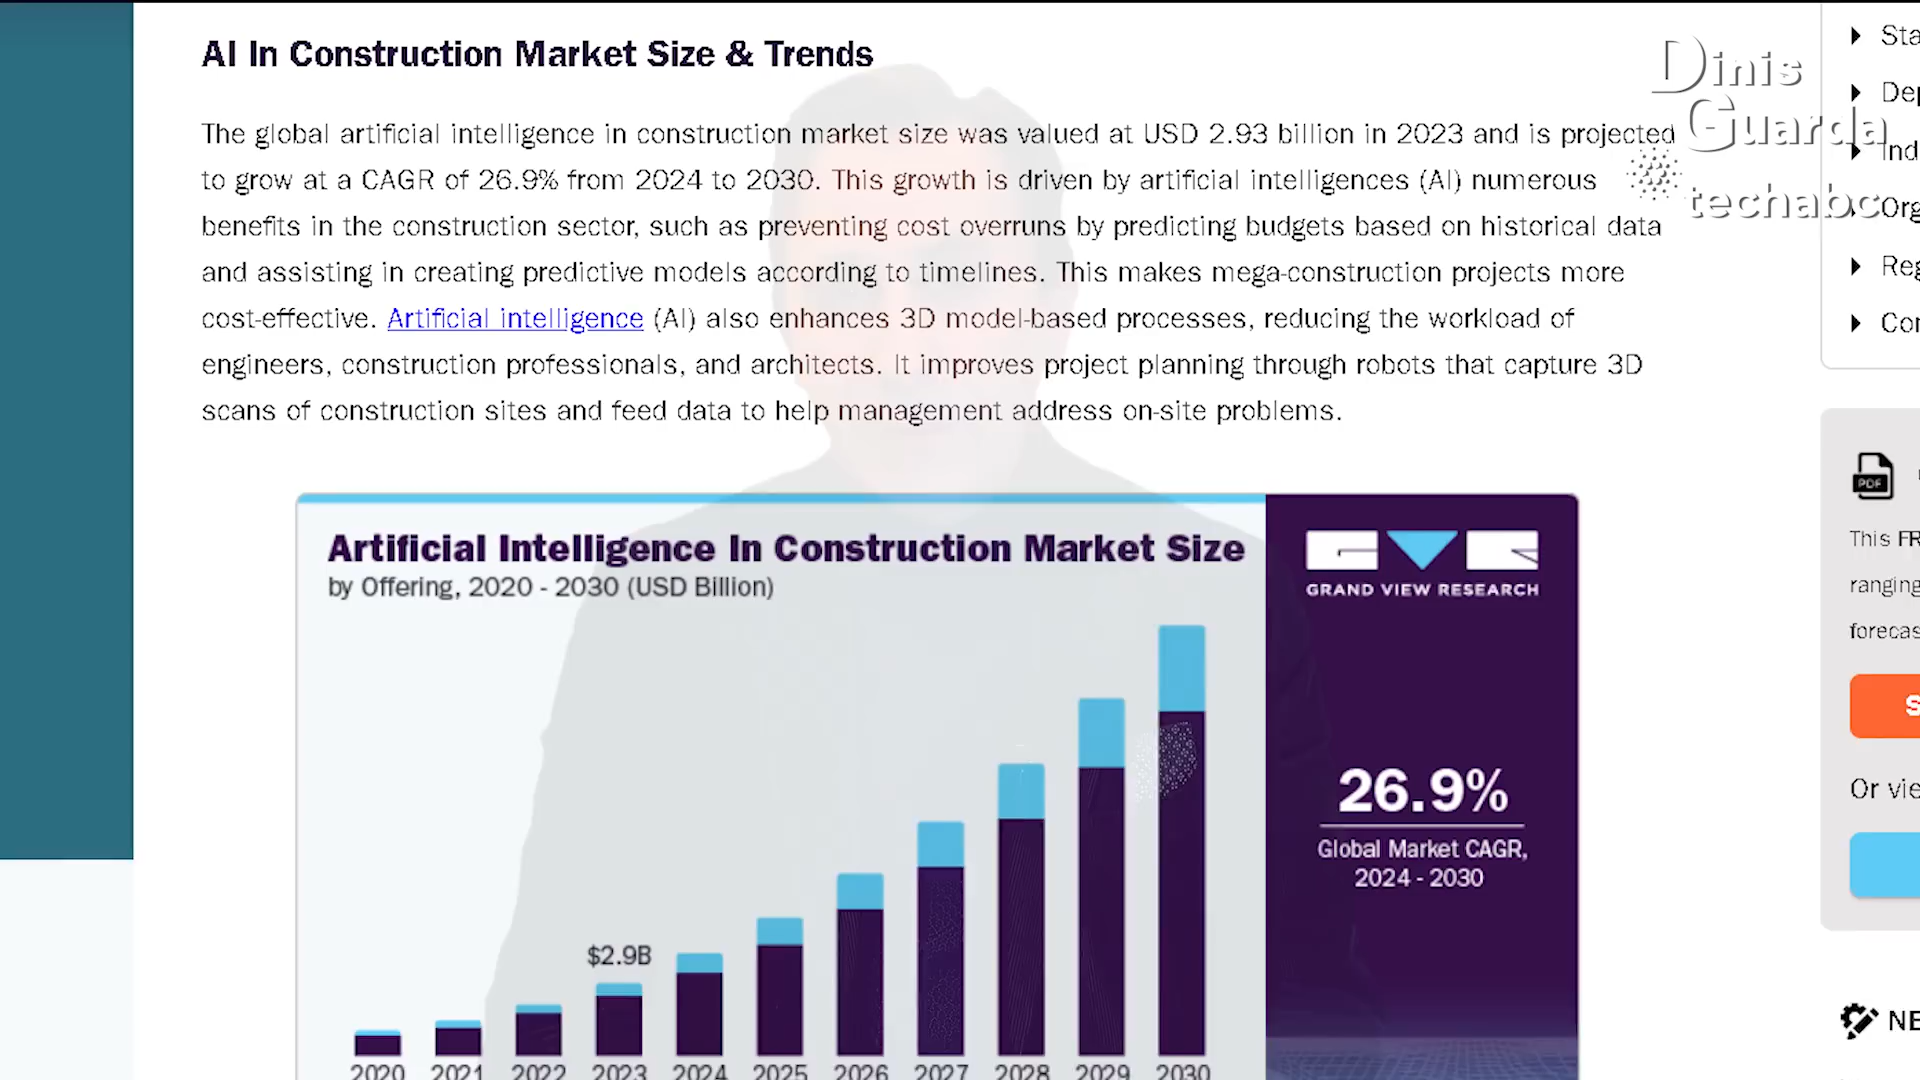 AI In Construction Market Size & Trends
The global artificial intelligence in construction market size was valued at USD 2.93 billion in 2023 and is projected
to grow at a CAGR of 26.9% from 2024 to 2030. This growth is driven by artificial intelligences (AI) numerous
benefits in the construction sector, such as preventing cost overruns by predicting budgets based on historical data
and assisting in creating predictive models according to timelines. This makes mega-construction projects more
cost-effective. Artificial intelligence (AI) also enhances 3D model-based processes, reducing the workload of
engineers, construction professionals, and architects. It improves project planning through robots that capture 3D
scans of construction sites and feed data to help management address on-site problems.
Artificial Intelligence In Construction Market Size
by Offering, 2020 - 2030 (USD Billion)
$2.9B
2020 2021 2022 2023 2024 2025 2026 2027 2028 2029 2030
GRAND VIEW RESEARCH
26.9%
Global Market CAGR,
2024 - 2030
Dinis
Guarda
techabc
PDF
This
ranging
Or